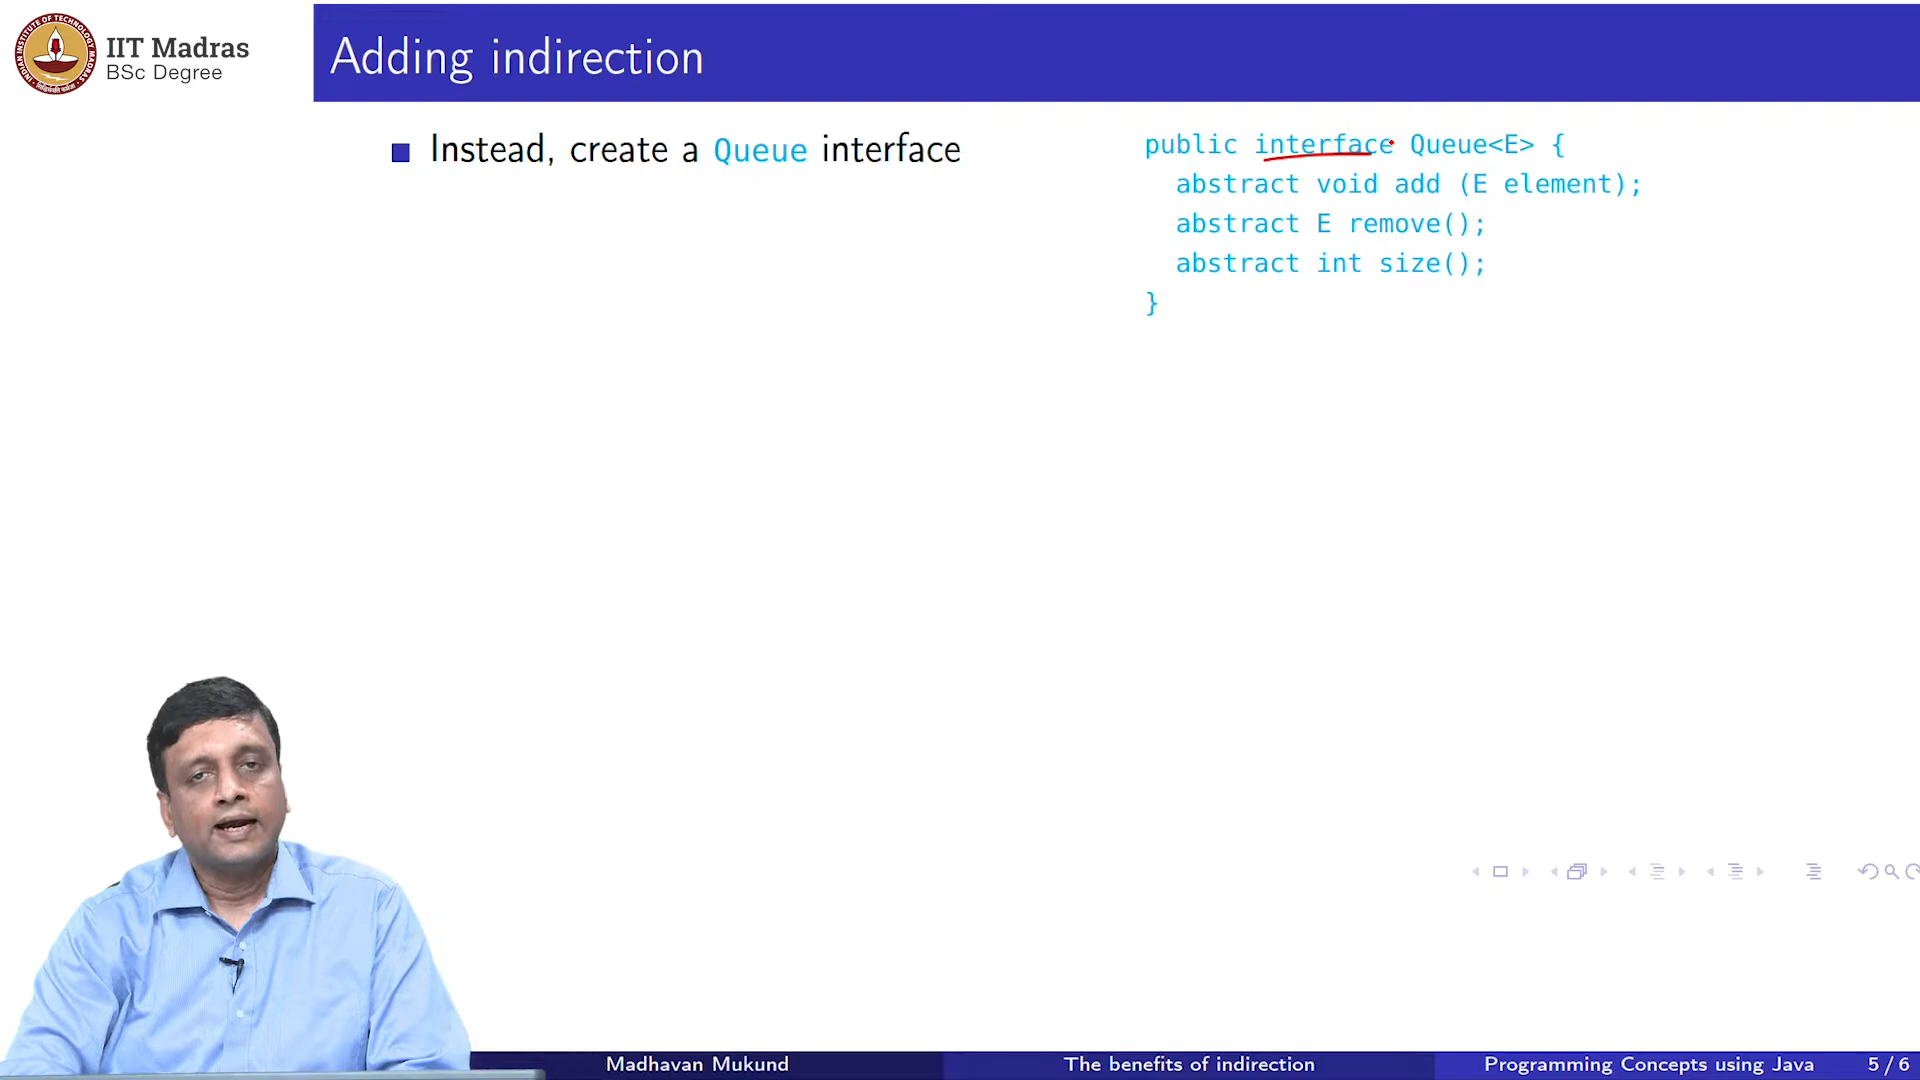 IIT Madras
BSc Degree
Adding indirection
Instead, create a Queue interface
public interface Queue<E> {
abstract void add (E element);
abstract E remove();
abstract int size();
}
Madhavan Mukund
The benefits of indirection
Programming Concepts using Java
5 / 6